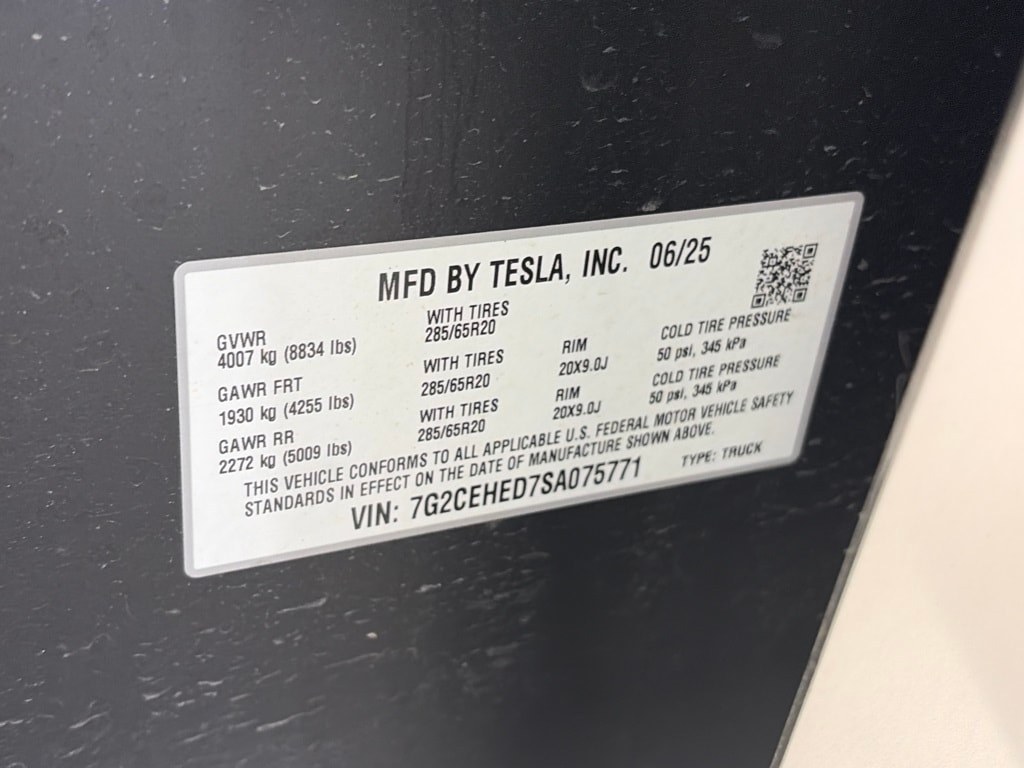 MFD BY TESLA, INC. 06/25
GVWR
4007 kg (8834 lbs)
WITH TIRES
285/65R20
GAWR FRT
1930 kg (4255 lbs)
WITH TIRES
285/65R20
RIM
20X9.0J
COLD TIRE PRESSURE
50 psi, 345 kPa
GAWR RR
2272 kg (5009 lbs)
WITH TIRES
285/65R20
RIM
20X9.0J
COLD TIRE PRESSURE
50 psi, 345 kPa
THIS VEHICLE CONFORMS TO ALL APPLICABLE U.S. FEDERAL MOTOR VEHICLE SAFETY
STANDARDS IN EFFECT ON THE DATE OF MANUFACTURE SHOWN ABOVE.
VIN: 7G2CEHED7SA075771 TYPE: TRUCK